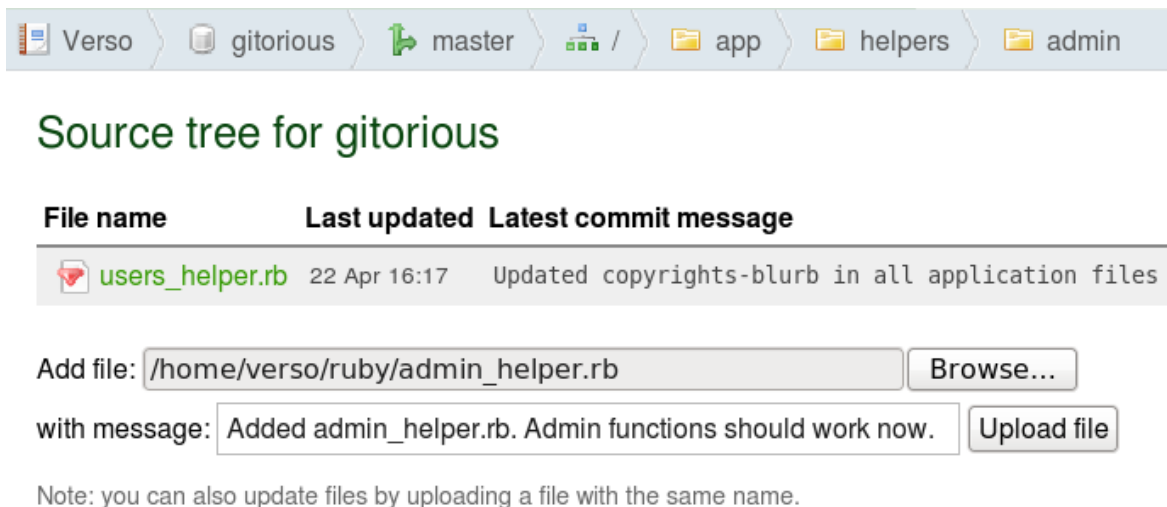 Verso gitorious master / app helpers admin
Source tree for gitorious
File name Last updated Latest commit message
users_helper.rb 22 Apr 16:17 Updated copyrights-blurb in all application files
Add file: /home/verso/ruby/admin_helper.rb Browse...
with message: Added admin_helper.rb. Admin functions should work now. Upload file
Note: you can also update files by uploading a file with the same name.